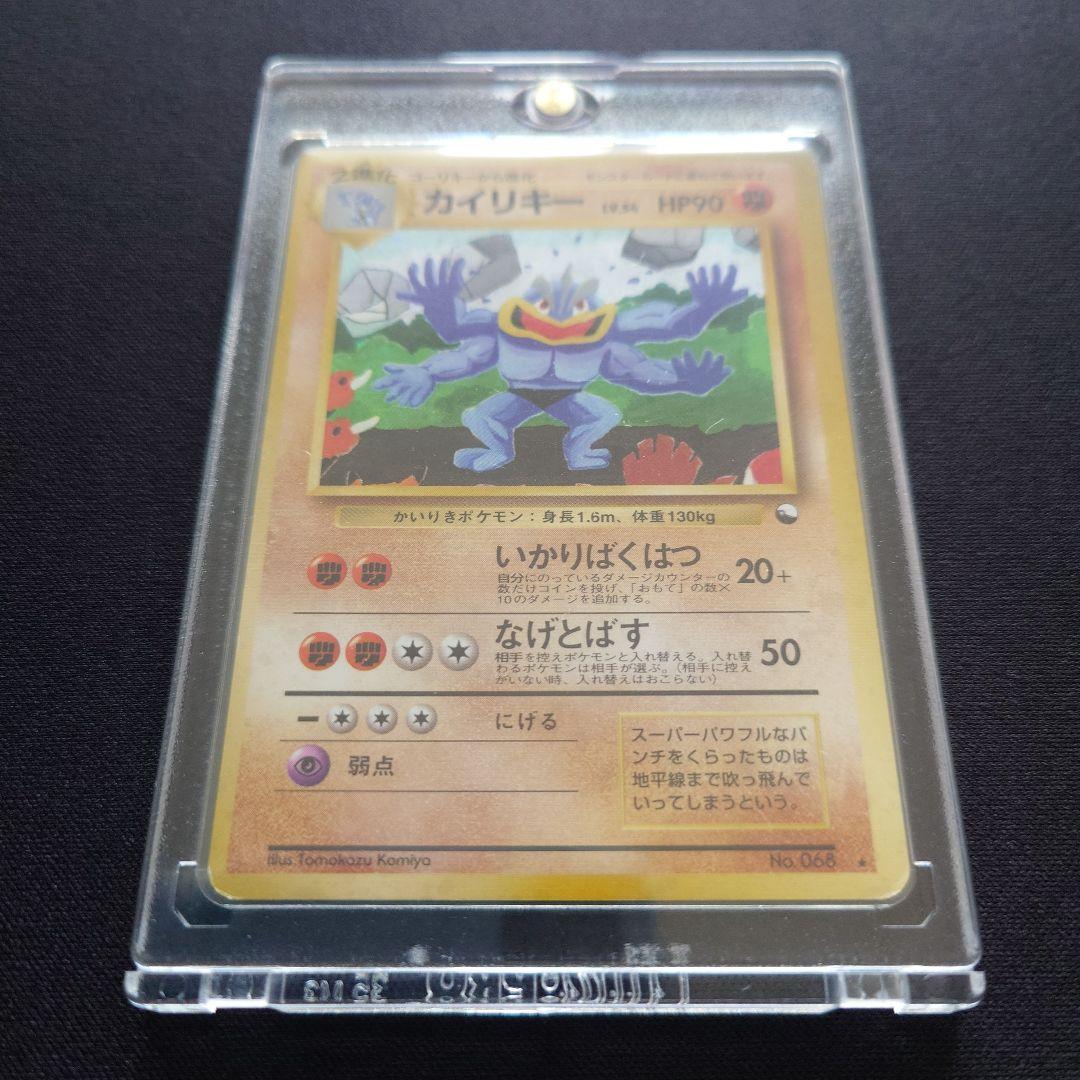 2進化 ゴーリキーから進化
カイリキー LV.54 HP90
かいりきポケモン：身長1.6m、体重130kg
いかりばくはつ 20+
自分にのっているダメージカウンターの
数だけコインを投げ、「おもて」の数×
10のダメージを追加する。
なげとばす 50
相手を控えポケモンと入れ替える。入れ替
わるポケモンは相手が選ぶ。（相手に控え
がいない時、入れ替えはおこらない）
にげる
弱点
スーパーパワフルなパ
ンチをくらったものは
地平線まで吹っ飛んで
いってしまうという。
Illus Tomokazu Komiya No.068 ★